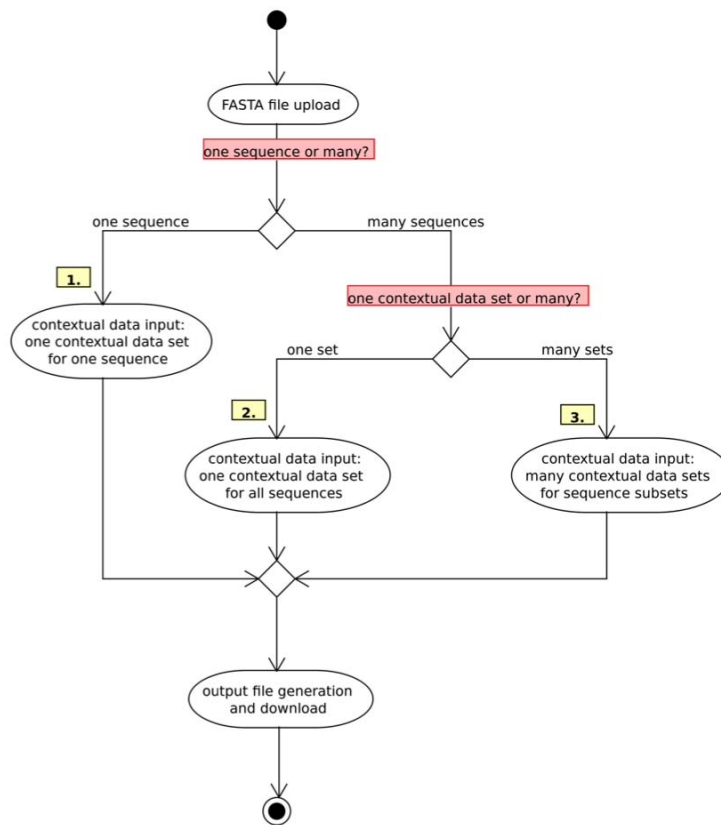 FASTA file upload
one sequence or many?
one sequence
many sequences
1.
one contextual data set or many?
contextual data input:
one contextual data set
for one sequence
one set
many sets
2.
3.
contextual data input:
one contextual data set
for all sequences
contextual data input:
many contextual data sets
for sequence subsets
output file generation
and download